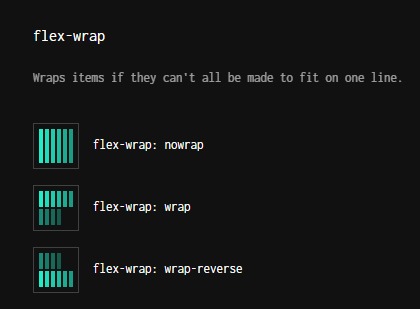 flex-wrap
Wraps items if they can't all be made to fit on one line.
flex-wrap: nowrap
flex-wrap: wrap
flex-wrap: wrap-reverse